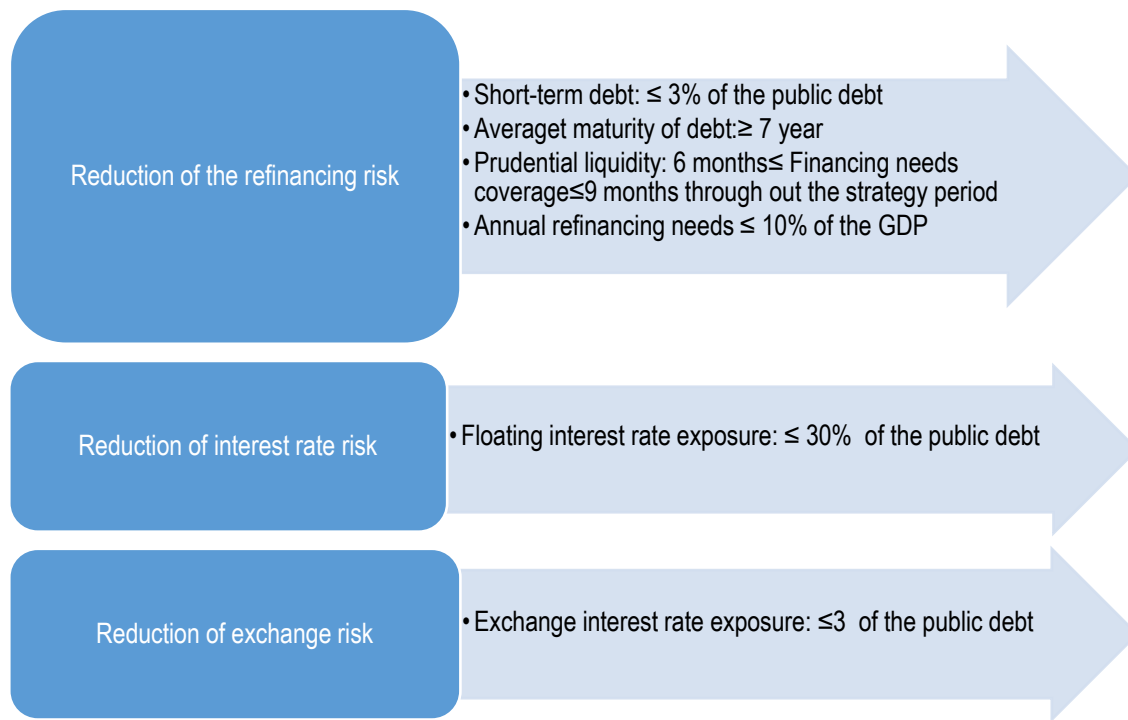 Reduction of the refinancing risk
• Short-term debt: ≤ 3% of the public debt
• Averaget maturity of debt:≥ 7 year
• Prudential liquidity: 6 months≤ Financing needs
coverage≤9 months through out the strategy period
• Annual refinancing needs ≤ 10% of the GDP
Reduction of interest rate risk
• Floating interest rate exposure: ≤ 30% of the public debt
Reduction of exchange risk
• Exchange interest rate exposure: ≤3 of the public debt